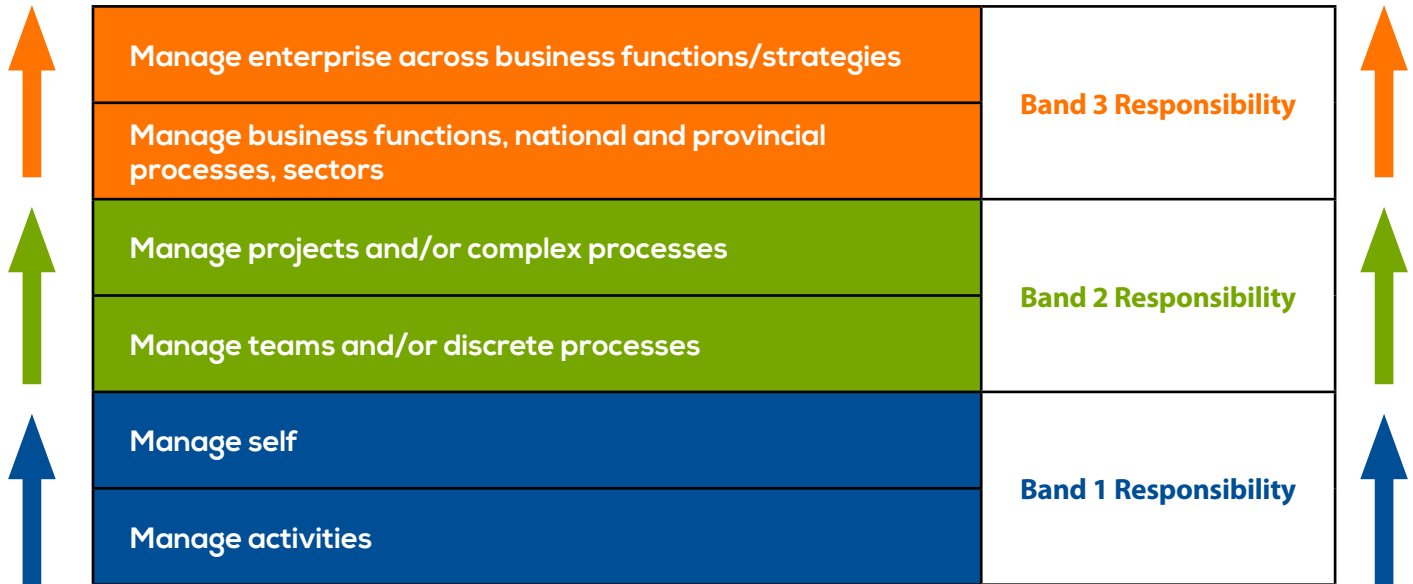 Manage enterprise across business functions/strategies
Band 3 Responsibility
Manage business functions, national and provincial
processes, sectors
Manage projects and/or complex processes
Band 2 Responsibility
Manage teams and/or discrete processes
Manage self
Band 1 Responsibility
Manage activities